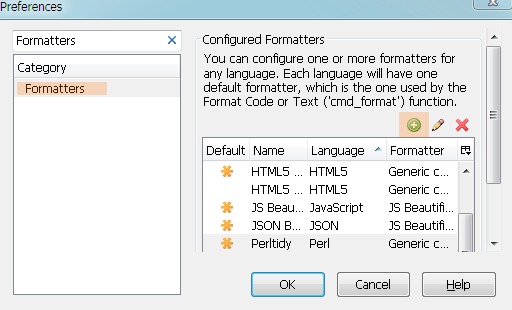 Preferences
Formatters
Category
Formatters
Configured Formatters
You can configure one or more formatters for
any language. Each language will have one
default formatter, which is the one used by the
Format Code or Text ('cmd_format') function.
Default Name Language Formatter
HTML5 ... HTML5 Generic c...
HTML5 ... HTML5 Generic c...
JS Beau... JavaScript JS Beautifi...
JSON B... JSON JS Beautifi...
Perltidy Perl Generic c...
OK Cancel Help